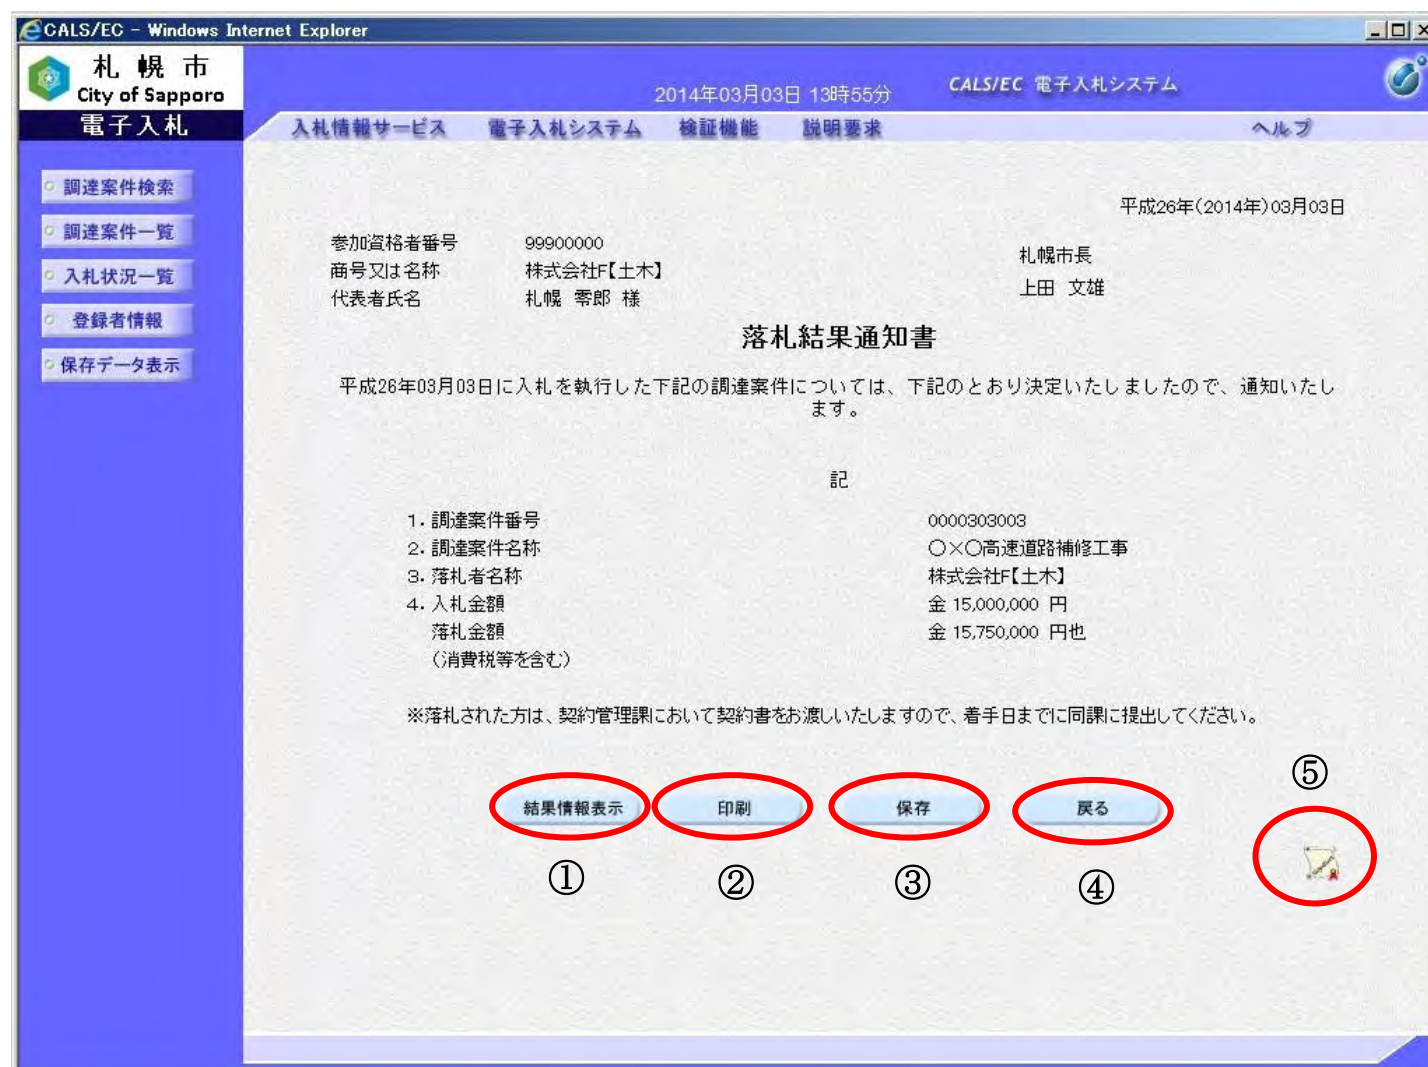 CALS/EC - Windows Internet Explorer
札幌市
City of Sapporo
2014年03月03日 13時55分
CALS/EC 電子入札システム
電子入札
入札情報サービス 電子入札システム 検証機能 説明要求 ヘルプ
調達案件検索
調達案件一覧
入札状況一覧
登録者情報
保存データ表示
平成26年(2014年)03月03日
参加資格者番号 99900000
商号又は名称 株式会社F【土木】
代表者氏名 札幌 零郎 様
札幌市長
上田 文雄
落札結果通知書
平成26年03月03日に入札を執行した下記の調達案件については、下記のとおり決定いたしましたので、通知いたし
ます。
記
1. 調達案件番号 0000303003
2. 調達案件名称 〇×〇高速道路補修工事
3. 落札者名称 株式会社F【土木】
4. 入札金額 金 15,000,000 円
落札金額 金 15,750,000 円也
(消費税等を含む)
※落札された方は、契約管理課において契約書をお渡しいたしますので、着手日までに同課に提出してください。
⑤
結果情報表示 印刷 保存 戻る
① ② ③ ④